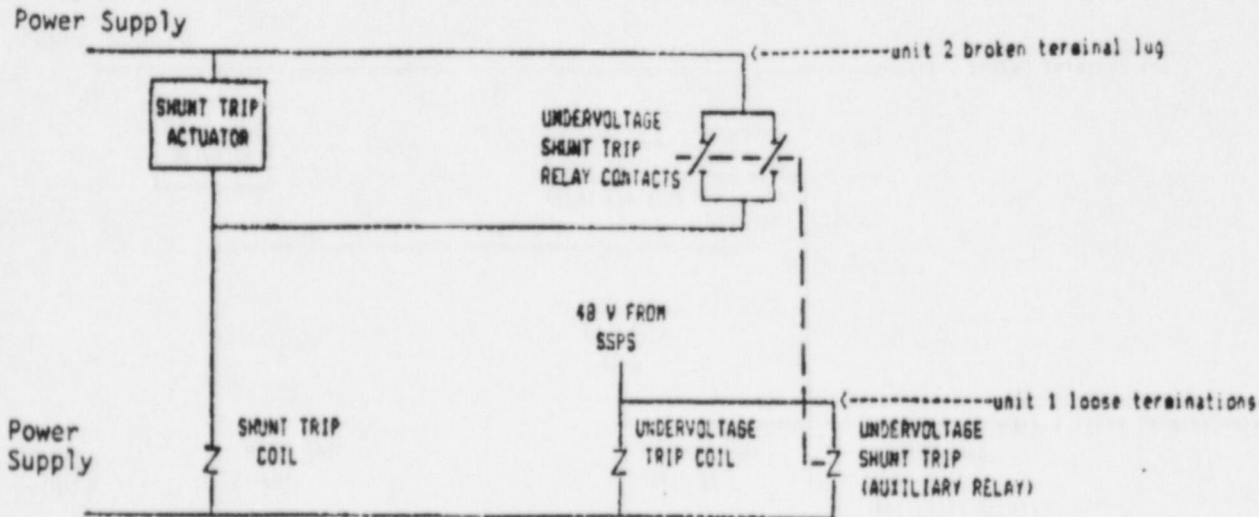 Power Supply
<---------------unit 2 broken terminal lug
SHUNT TRIP
ACTUATOR
UNDERVOLTAGE
SHUNT TRIP
RELAY CONTACTS
48 V FROM
SSPS
<---------------unit 1 loose terminations
Power
Supply
SHUNT TRIP
COIL
UNDERVOLTAGE
TRIP COIL
UNDERVOLTAGE
SHUNT TRIP
(AUXILIARY RELAY)